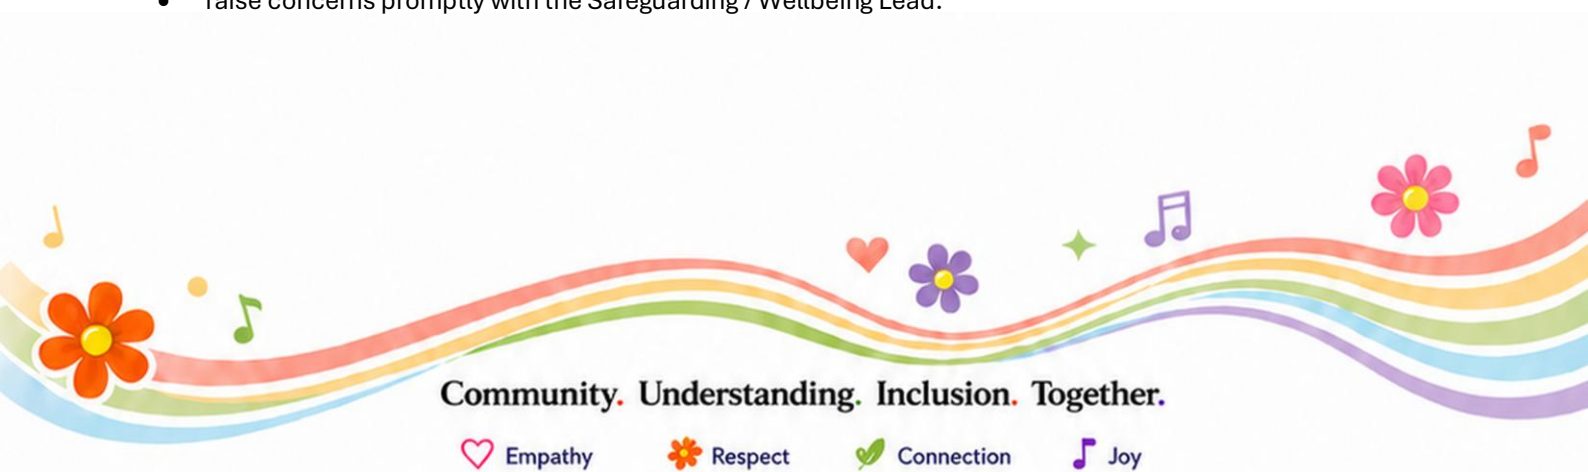 • raise concerns promptly with the Safeguarding / Wellbeing Lead.
Community. Understanding. Inclusion. Together.
Empathy Respect Connection Joy